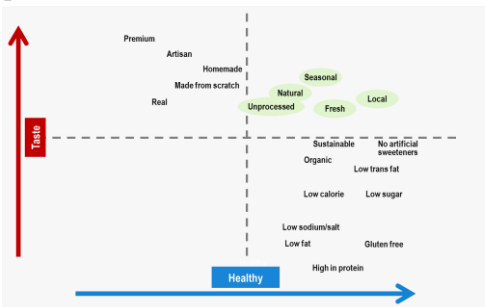 Premium
Artisan
Homemade
Seasonal
Made from scratch
Natural
Real
Unprocessed
Fresh
Local
Taste
Sustainable
No artificial
sweeteners
Organic
Low trans fat
Low calorie
Low sugar
Low sodium/salt
Low fat
Gluten free
High in protein
Healthy